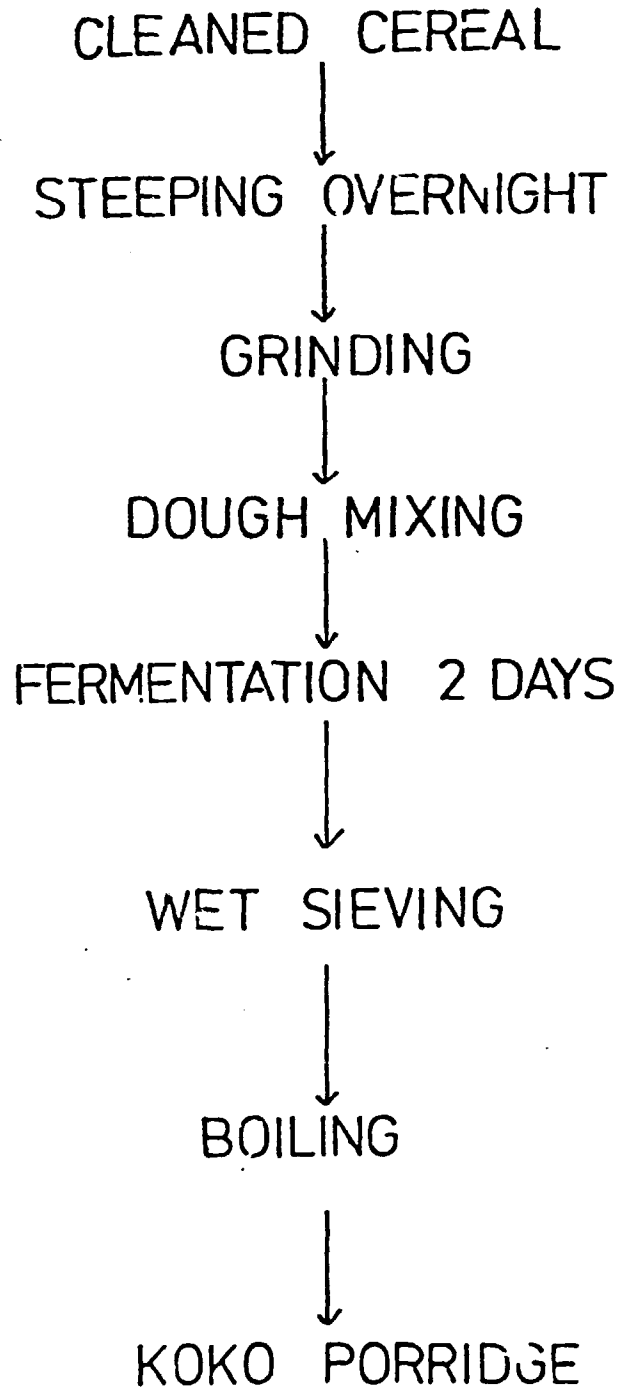 CLEANED CEREAL
STEEPING OVERNIGHT
GRINDING
DOUGH MIXING
FERMENTATION 2 DAYS
WET SIEVING
BOILING
KOKO PORRIDGE